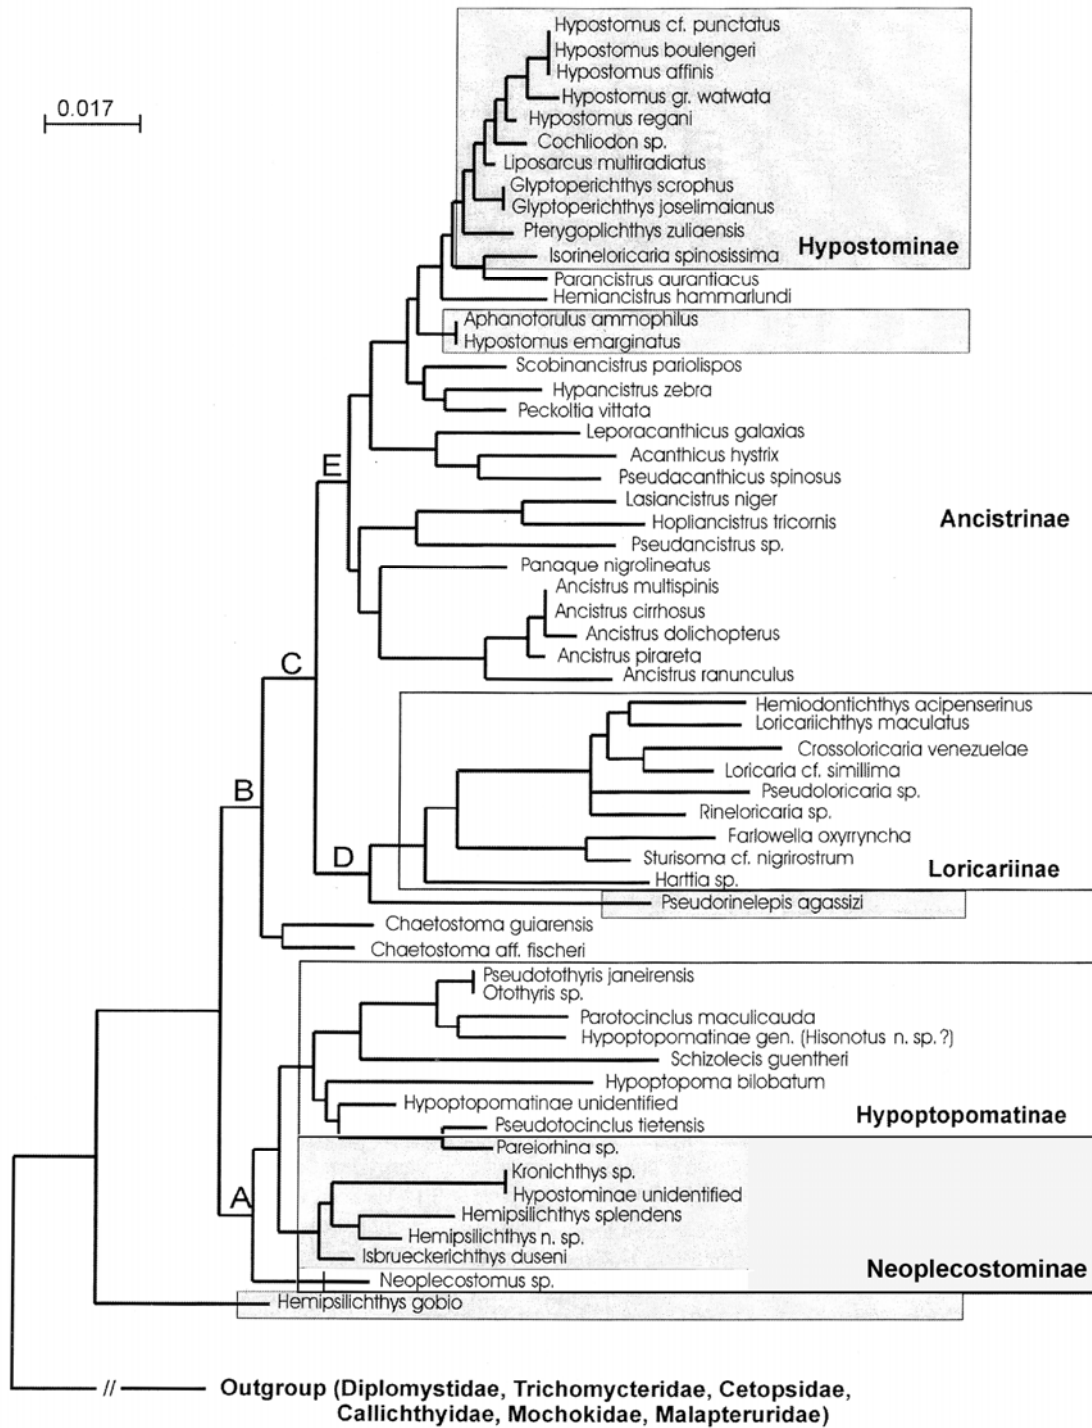 Hypostomus cf. punctatus
Hypostomus boulengeri
Hypostomus affinis
0.017
Hypostomus gr. watwata
Hypostomus regani
Cochliodon sp.
Liposarcus multiradiatus
Glyptoperichthys scrophus
Glyptoperichthys joselimaianus
Pterygoplichthys zuliaensis
Hypostominae
Isorineloricaria spinosissima
Parancistrus aurantiacus
Hemiancistrus hammarlundi
Aphanotorulus ammophilus
Hypostomus emarginatus
Scobinancistrus pariolispos
Hypancistrus zebra
Peckoltia vittata
Leporacanthicus galaxias
Acanthicus hystrix
E
Pseudacanthicus spinosus
Lasiancistrus niger
Hopliancistrus tricornis
Ancistrinae
Pseudancistrus sp.
Panaque nigrolineatus
Ancistrus multispinis
Ancistrus cirrhosus
Ancistrus dolichopterus
Ancistrus pirareta
C
Ancistrus ranunculus
Hemiodontichthys acipenserinus
Loricariichthys maculatus
Crossoloricaria venezuelae
Loricaria cf. simillima
B
Pseudoloricaria sp.
Rineloricaria sp.
Farlowella oxyrryncha
D
Sturisoma cf. nigrirostrum
Loricariinae
Harttia sp.
Pseudorinelepis agassizi
Chaetostoma guiarensis
Chaetostoma aff. fischeri
Pseudotothyris janeirensis
Otothyris sp.
Parotocinclus maculicauda
Hypoptopomatinae gen. (Hisonotus n. sp.?)
Schizolecis guentheri
Hypoptopoma bilobatum
Hypoptopomatinae unidentified
Hypoptopomatinae
Pseudotocinclus tietensis
Pareiorhina sp.
Kronichthys sp.
A
Hypostominae unidentified
Hemipsilichthys splendens
Hemipsilichthys n. sp.
Isbrueckerichthys duseni
Neoplecostominae
Neoplecostomus sp.
Hemipsilichthys gobio
// Outgroup (Diplomystidae, Trichomycteridae, Cetopsidae,
Callichthyidae, Mochokidae, Malapteruridae)